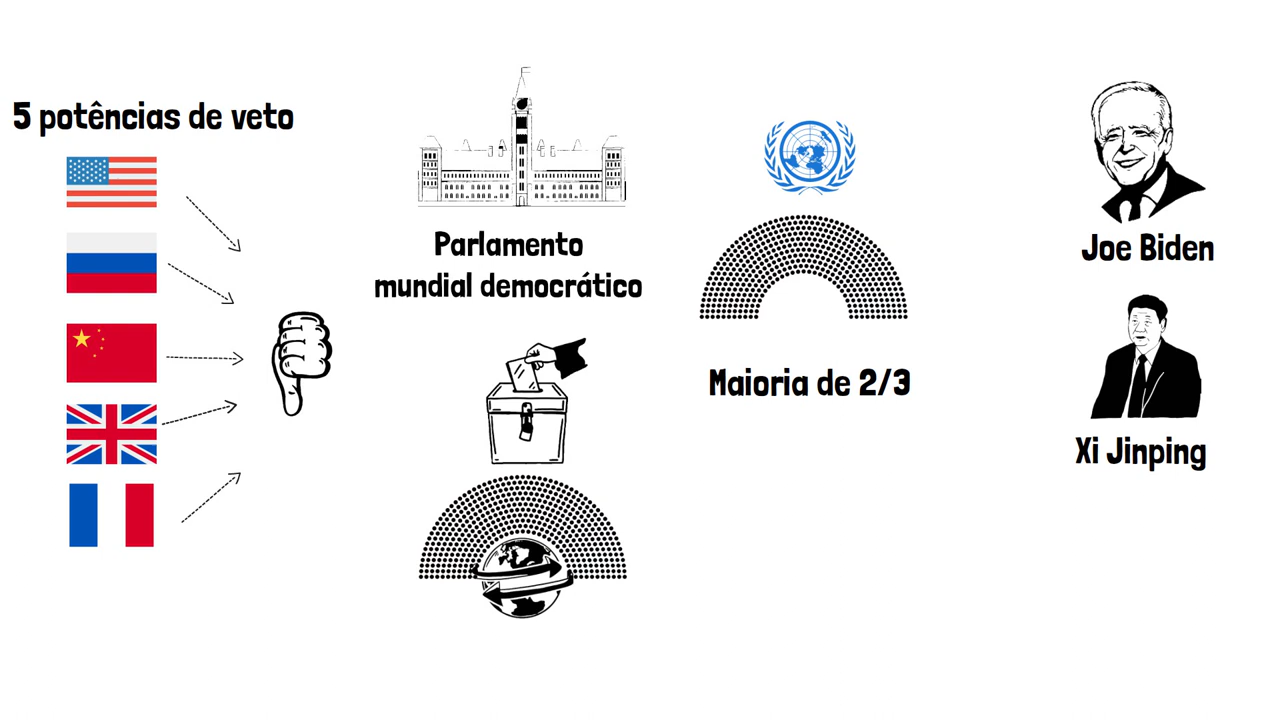 5 potências de veto
Parlamento
mundial democrático
Maioria de 2/3
Joe Biden
Xi Jinping